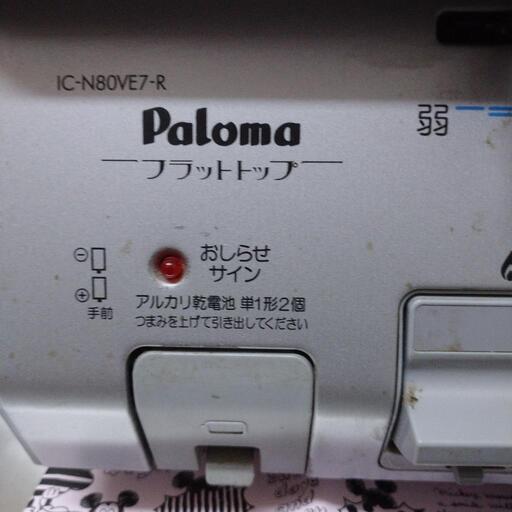 IC-N80VE7-R
Paloma
フラットトップ
弱
おしらせ
サイン
⊖
⊕
手前
アルカリ乾電池 単1形2個
つまみを上げて引き出してください